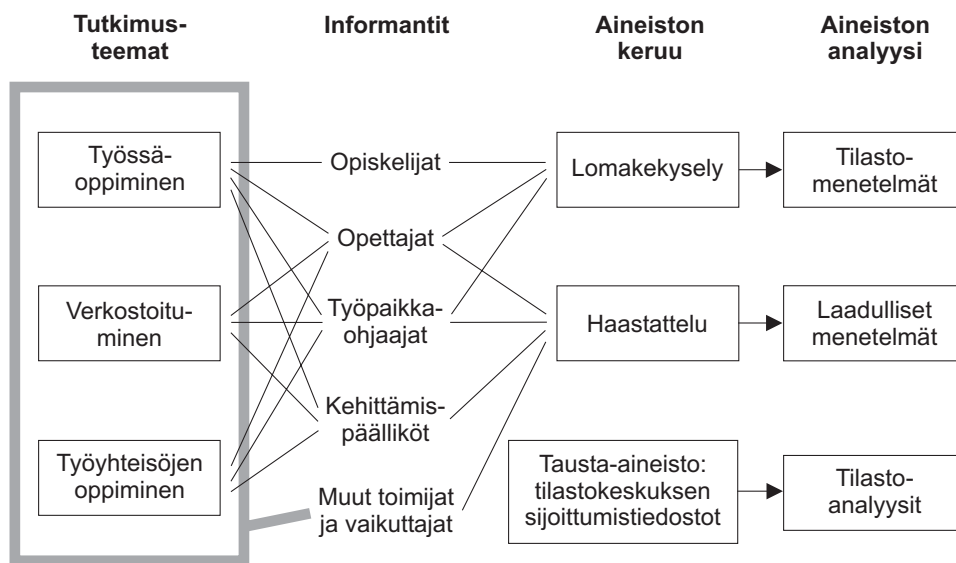 Tutkimus-
teemat
Informantit
Aineiston
keruu
Aineiston
analyysi
Työssä-
oppiminen
Opiskelijat
Lomakekysely
Tilasto-
menetelmät
Opettajat
Verkostoitu-
minen
Työpaikka-
ohjaajat
Haastattelu
Laadulliset
menetelmät
Kehittämis-
päälliköt
Työyhteisöjen
oppiminen
Muut toimijat
ja vaikuttajat
Tausta-aineisto:
tilastokeskuksen
sijoittumistiedostot
Tilasto-
analyysit